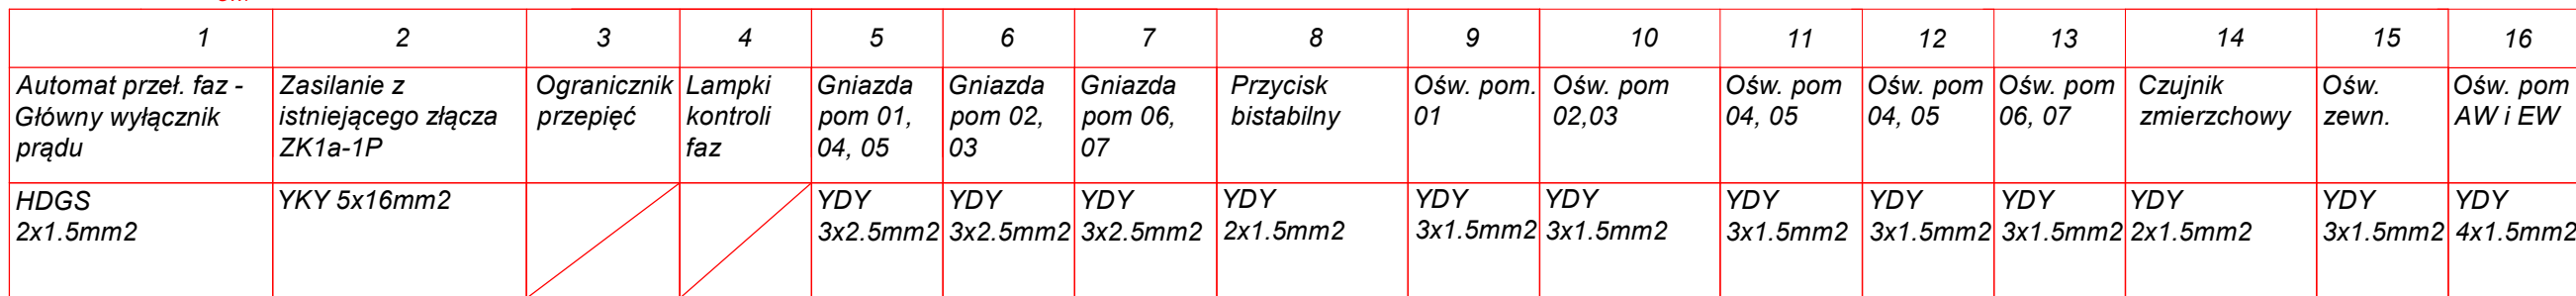 1 2 3 4 5 6 7 8 9 10 11 12 13 14 15 16
Automat przeł. faz -
Główny wyłącznik
prądu
Zasilanie z
istniejącego złącza
ZK1a-1P
Ogranicznik
przepięć
Lampki
kontroli
faz
Gniazda
pom 01,
04, 05
Gniazda
pom 02,
03
Gniazda
pom 06,
07
Przycisk
bistabilny
Ośw. pom.
01
Ośw. pom
02,03
Ośw. pom
04, 05
Ośw. pom
04, 05
Ośw. pom
06, 07
Czujnik
zmierzchowy
Ośw.
zewn.
Ośw. pom
AW i EW
HDGS
2x1.5mm2
YKY 5x16mm2
YDY
3x2.5mm2
YDY
3x2.5mm2
YDY
3x2.5mm2
YDY
2x1.5mm2
YDY
3x1.5mm2
YDY
3x1.5mm2
YDY
3x1.5mm2
YDY
3x1.5mm2
YDY
3x1.5mm2
YDY
2x1.5mm2
YDY
3x1.5mm2
YDY
4x1.5mm2